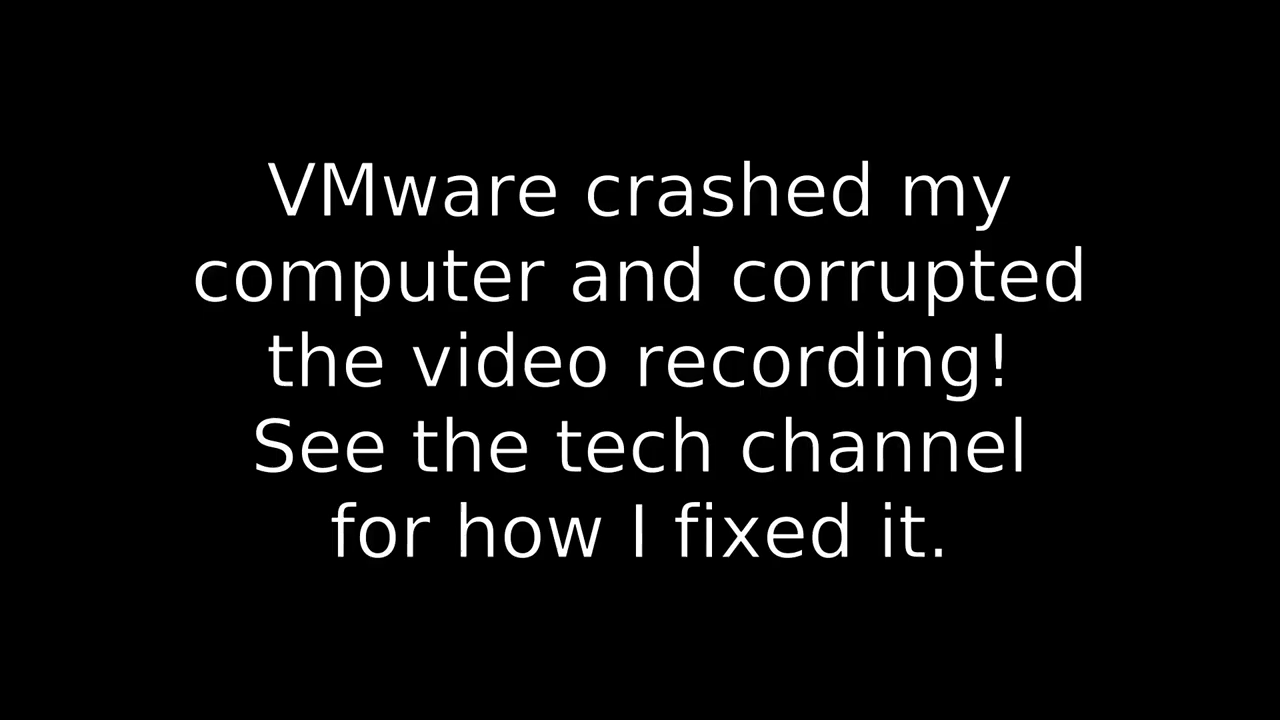 VMware crashed my
computer and corrupted
the video recording!
See the tech channel
for how I fixed it.